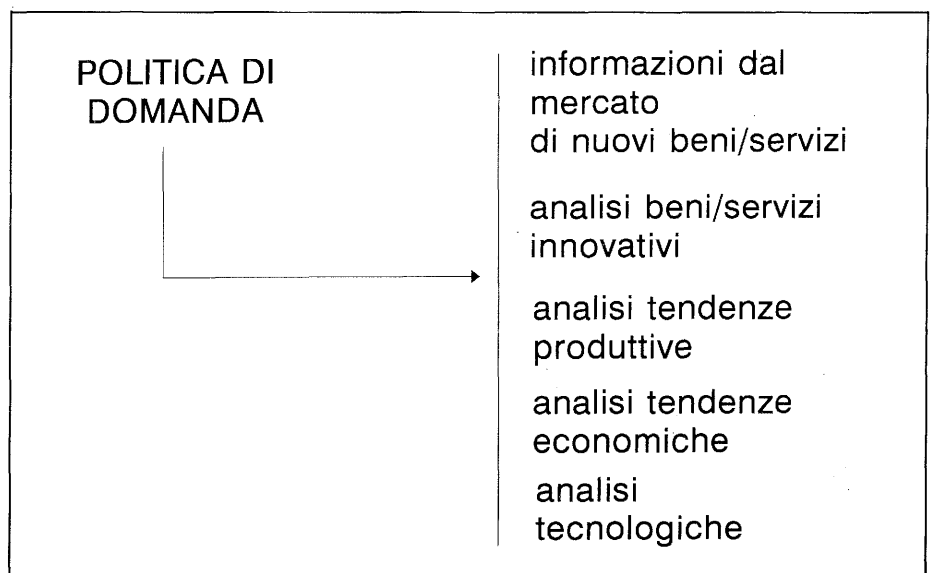 POLITICA DI
DOMANDA
informazioni dal
mercato
di nuovi beni/servizi
analisi beni/servizi
innovativi
analisi tendenze
produttive
analisi tendenze
economiche
analisi
tecnologiche